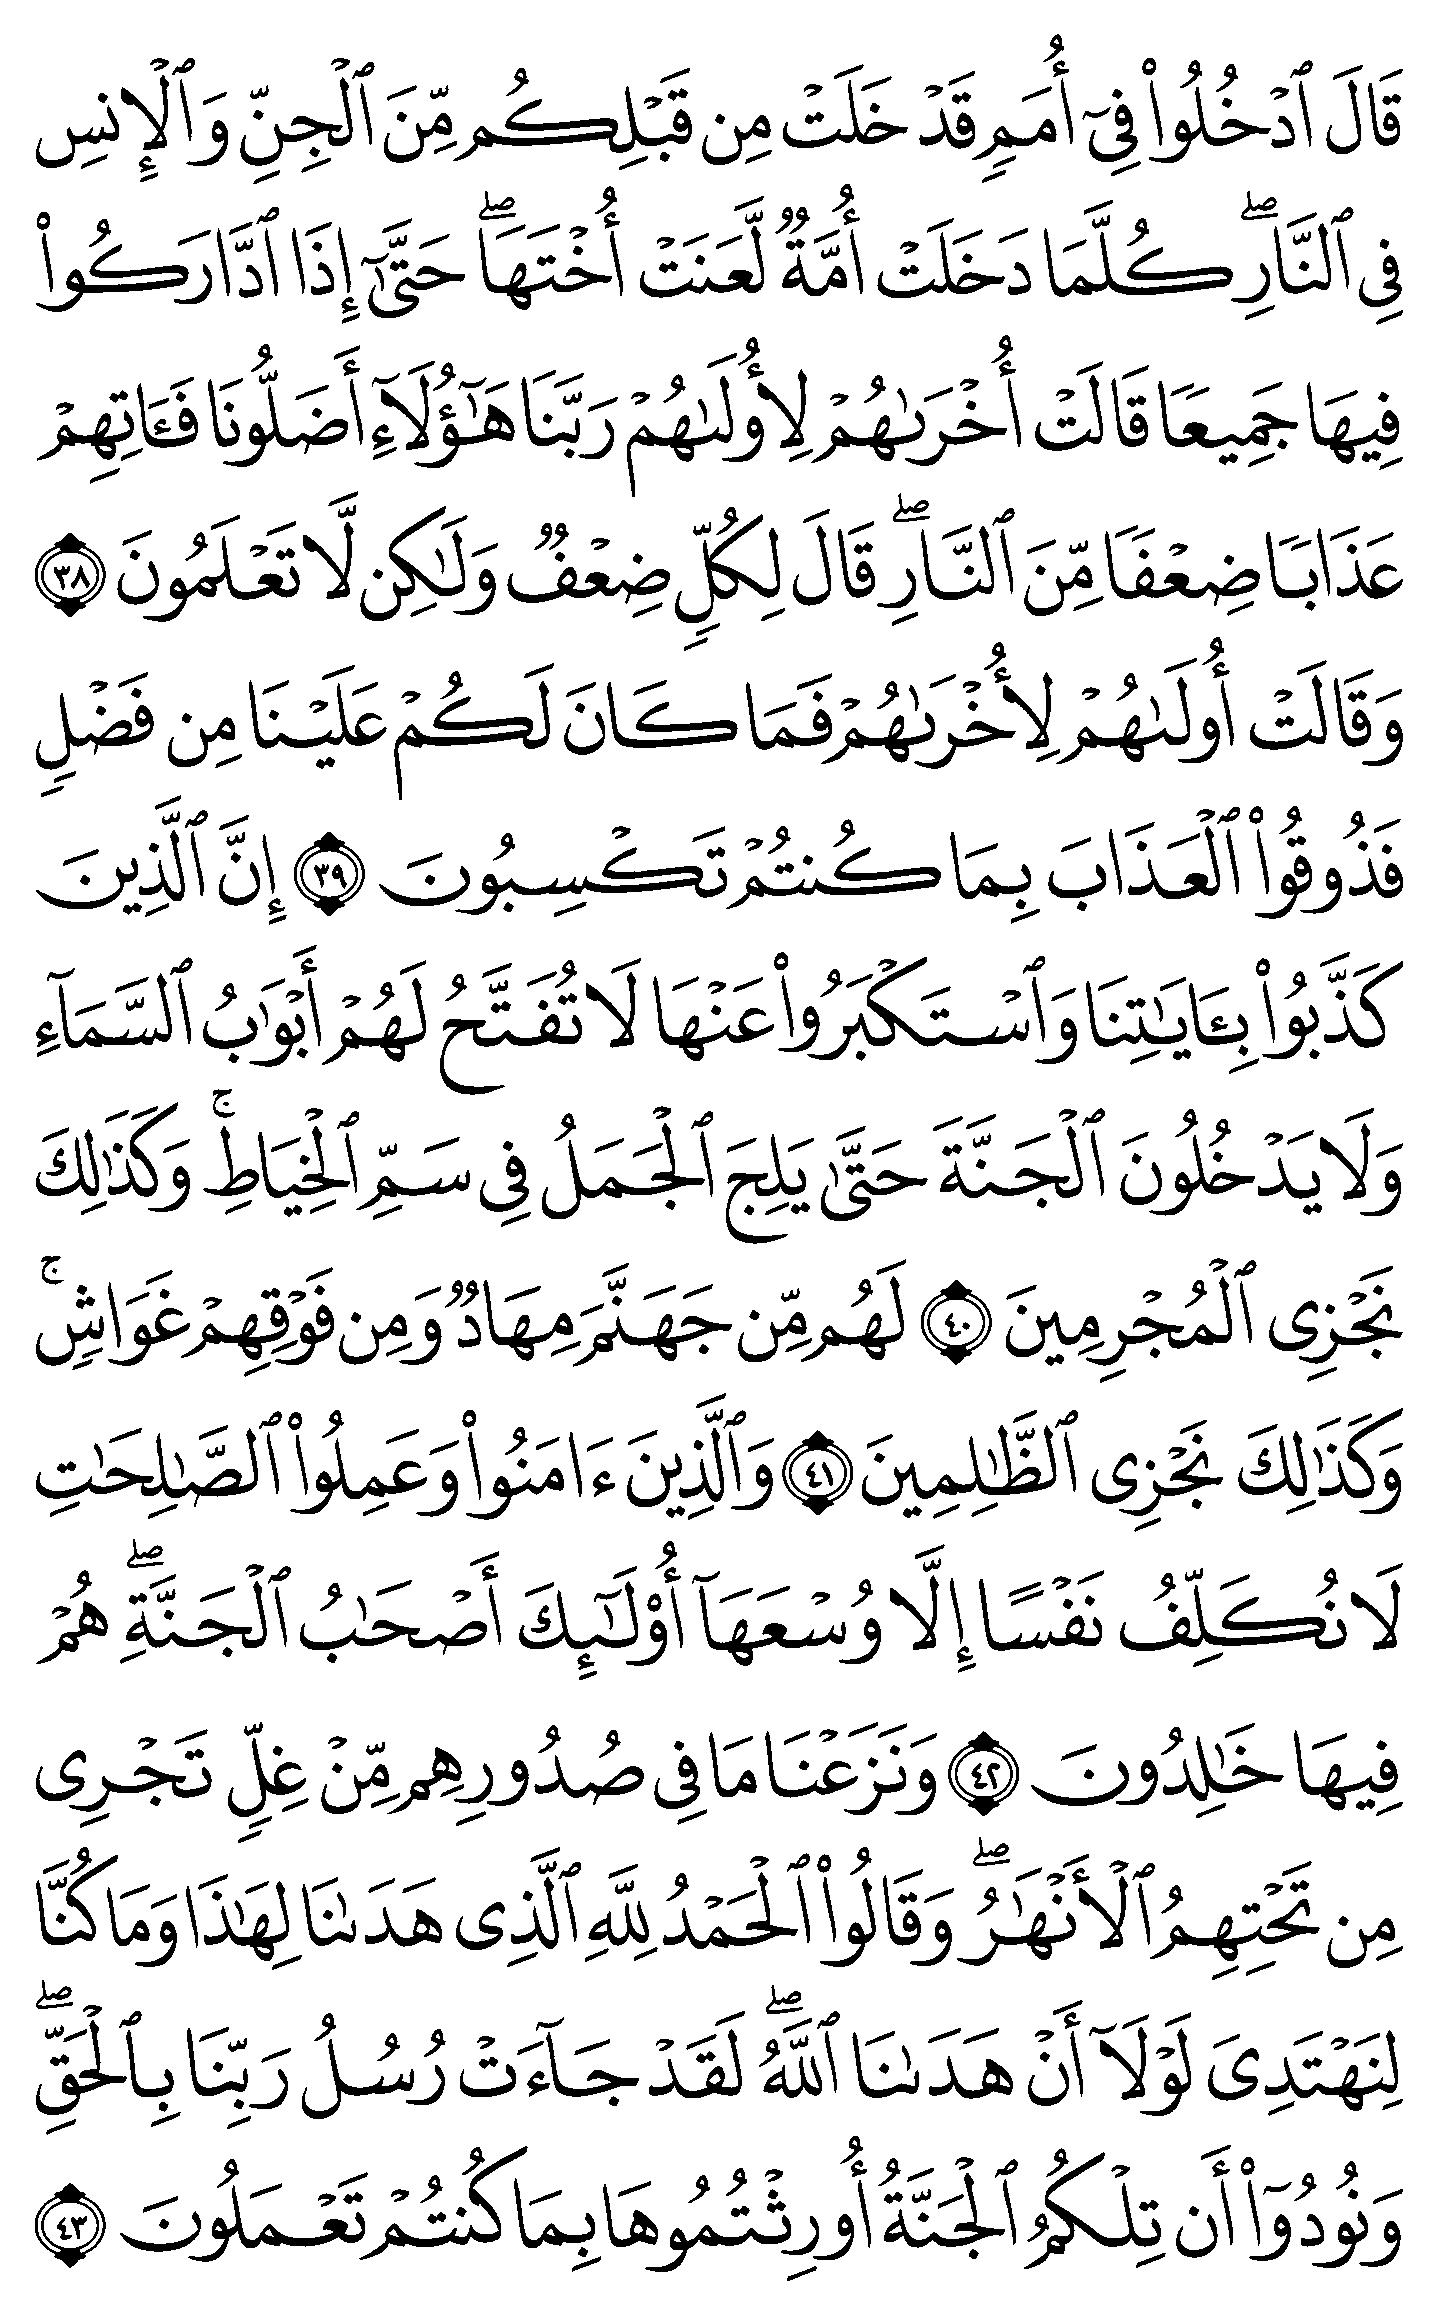 قَالَ ٱدۡخُلُواْ فِيٓ أُمَمٖ قَدۡ خَلَتۡ مِن قَبۡلِكُم مِّنَ ٱلۡجِنِّ وَٱلۡإِنسِ
فِي ٱلنَّارِۖ كُلَّمَا دَخَلَتۡ أُمَّةٞ لَّعَنَتۡ أُخۡتَهَاۖ حَتَّىٰٓ إِذَا ٱدَّارَكُواْ
فِيهَا جَمِيعٗا قَالَتۡ أُخۡرَىٰهُمۡ لِأُولَىٰهُمۡ رَبَّنَا هَٰٓؤُلَآءِ أَضَلُّونَا فَـَٔاتِهِمۡ
عَذَابٗا ضِعۡفٗا مِّنَ ٱلنَّارِۖ قَالَ لِكُلّٖ ضِعۡفٞ وَلَٰكِن لَّا تَعۡلَمُونَ ٣٨
وَقَالَتۡ أُولَىٰهُمۡ لِأُخۡرَىٰهُمۡ فَمَا كَانَ لَكُمۡ عَلَيۡنَا مِن فَضۡلٖ
فَذُوقُواْ ٱلۡعَذَابَ بِمَا كُنتُمۡ تَكۡسِبُونَ ٣٩ إِنَّ ٱلَّذِينَ
كَذَّبُواْ بِـَٔايَٰتِنَا وَٱسۡتَكۡبَرُواْ عَنۡهَا لَا تُفَتَّحُ لَهُمۡ أَبۡوَٰبُ ٱلسَّمَآءِ
وَلَا يَدۡخُلُونَ ٱلۡجَنَّةَ حَتَّىٰ يَلِجَ ٱلۡجَمَلُ فِي سَمِّ ٱلۡخِيَاطِۚ وَكَذَٰلِكَ
نَجۡزِي ٱلۡمُجۡرِمِينَ ٤٠ لَهُم مِّن جَهَنَّمَ مِهَادٞ وَمِن فَوۡقِهِمۡ غَوَاشٖۚ
وَكَذَٰلِكَ نَجۡزِي ٱلظَّٰلِمِينَ ٤١ وَٱلَّذِينَ ءَامَنُواْ وَعَمِلُواْ ٱلصَّٰلِحَٰتِ
لَا نُكَلِّفُ نَفۡسًا إِلَّا وُسۡعَهَآ أُوْلَٰٓئِكَ أَصۡحَٰبُ ٱلۡجَنَّةِۖ هُمۡ
فِيهَا خَٰلِدُونَ ٤٢ وَنَزَعۡنَا مَا فِي صُدُورِهِم مِّنۡ غِلّٖ تَجۡرِي
مِن تَحۡتِهِمُ ٱلۡأَنۡهَٰرُۖ وَقَالُواْ ٱلۡحَمۡدُ لِلَّهِ ٱلَّذِي هَدَىٰنَا لِهَٰذَا وَمَا كُنَّا
لِنَهۡتَدِيَ لَوۡلَآ أَنۡ هَدَىٰنَا ٱللَّهُۖ لَقَدۡ جَآءَتۡ رُسُلُ رَبِّنَا بِٱلۡحَقِّۖ
وَنُودُوٓاْ أَن تِلۡكُمُ ٱلۡجَنَّةُ أُورِثۡتُمُوهَا بِمَا كُنتُمۡ تَعۡمَلُونَ ٤٣